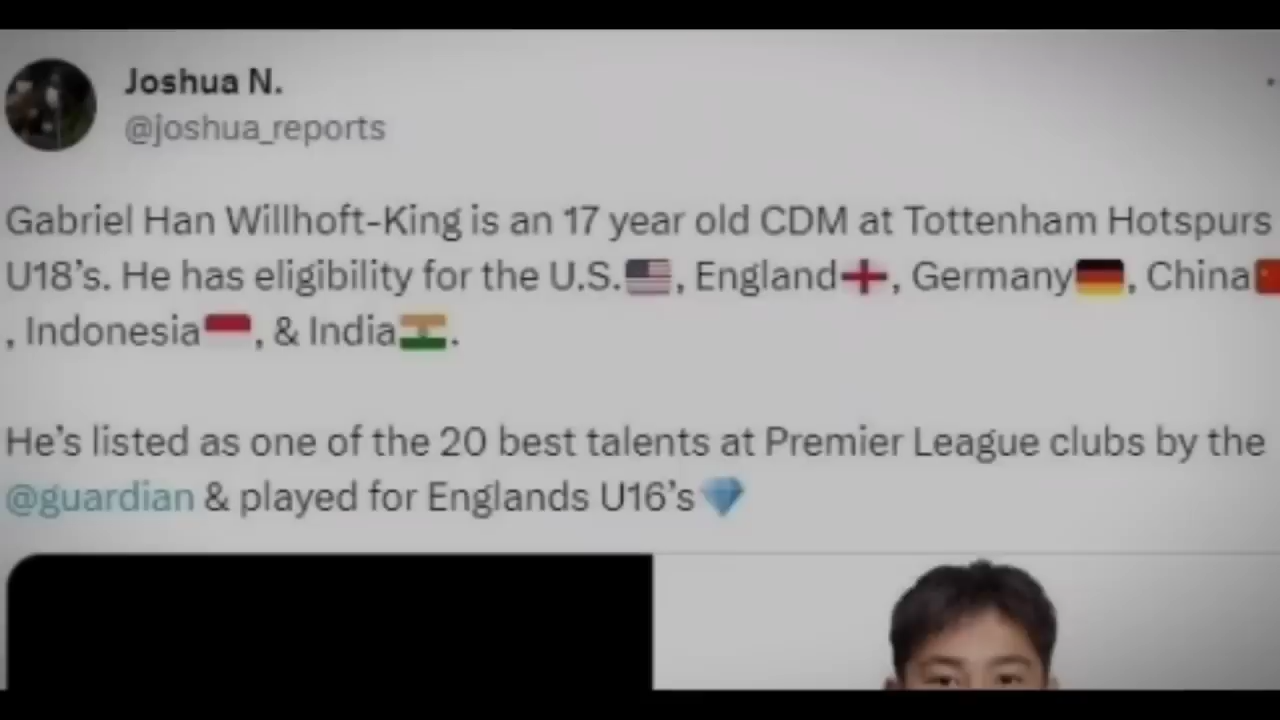 Joshua N.
@joshua_reports
Gabriel Han Willhoft-King is an 17 year old CDM at Tottenham Hotspurs
U18's. He has eligibility for the U.S.🇺🇸, England🏴󠁧󠁢󠁥󠁮󠁧󠁿, Germany🇩🇪, China🇨🇳
, Indonesia🇮🇩, & India🇮🇳.
He's listed as one of the 20 best talents at Premier League clubs by the
@guardian & played for Englands U16's💎